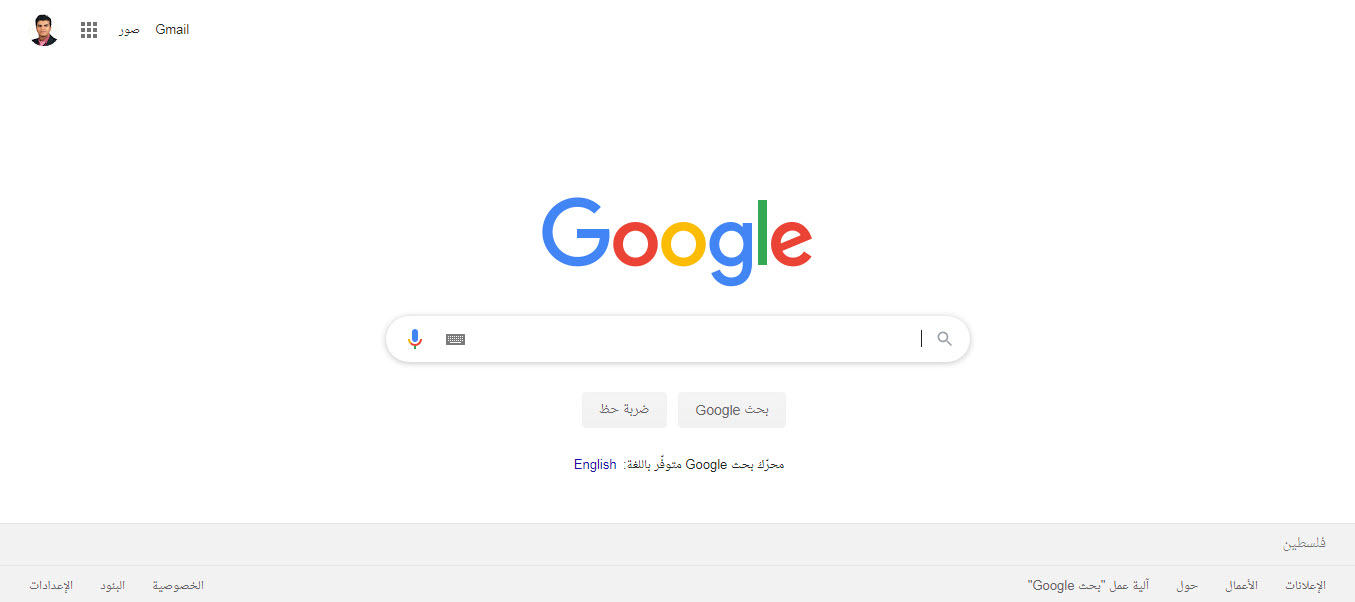 Gmail صور
Google
بحث Google ضربة حظ
محرّك بحث Google متوفّر باللغة: English
فلسطين
الإعلانات الأعمال حول آلية عمل "بحث Google" الخصوصية البنود الإعدادات